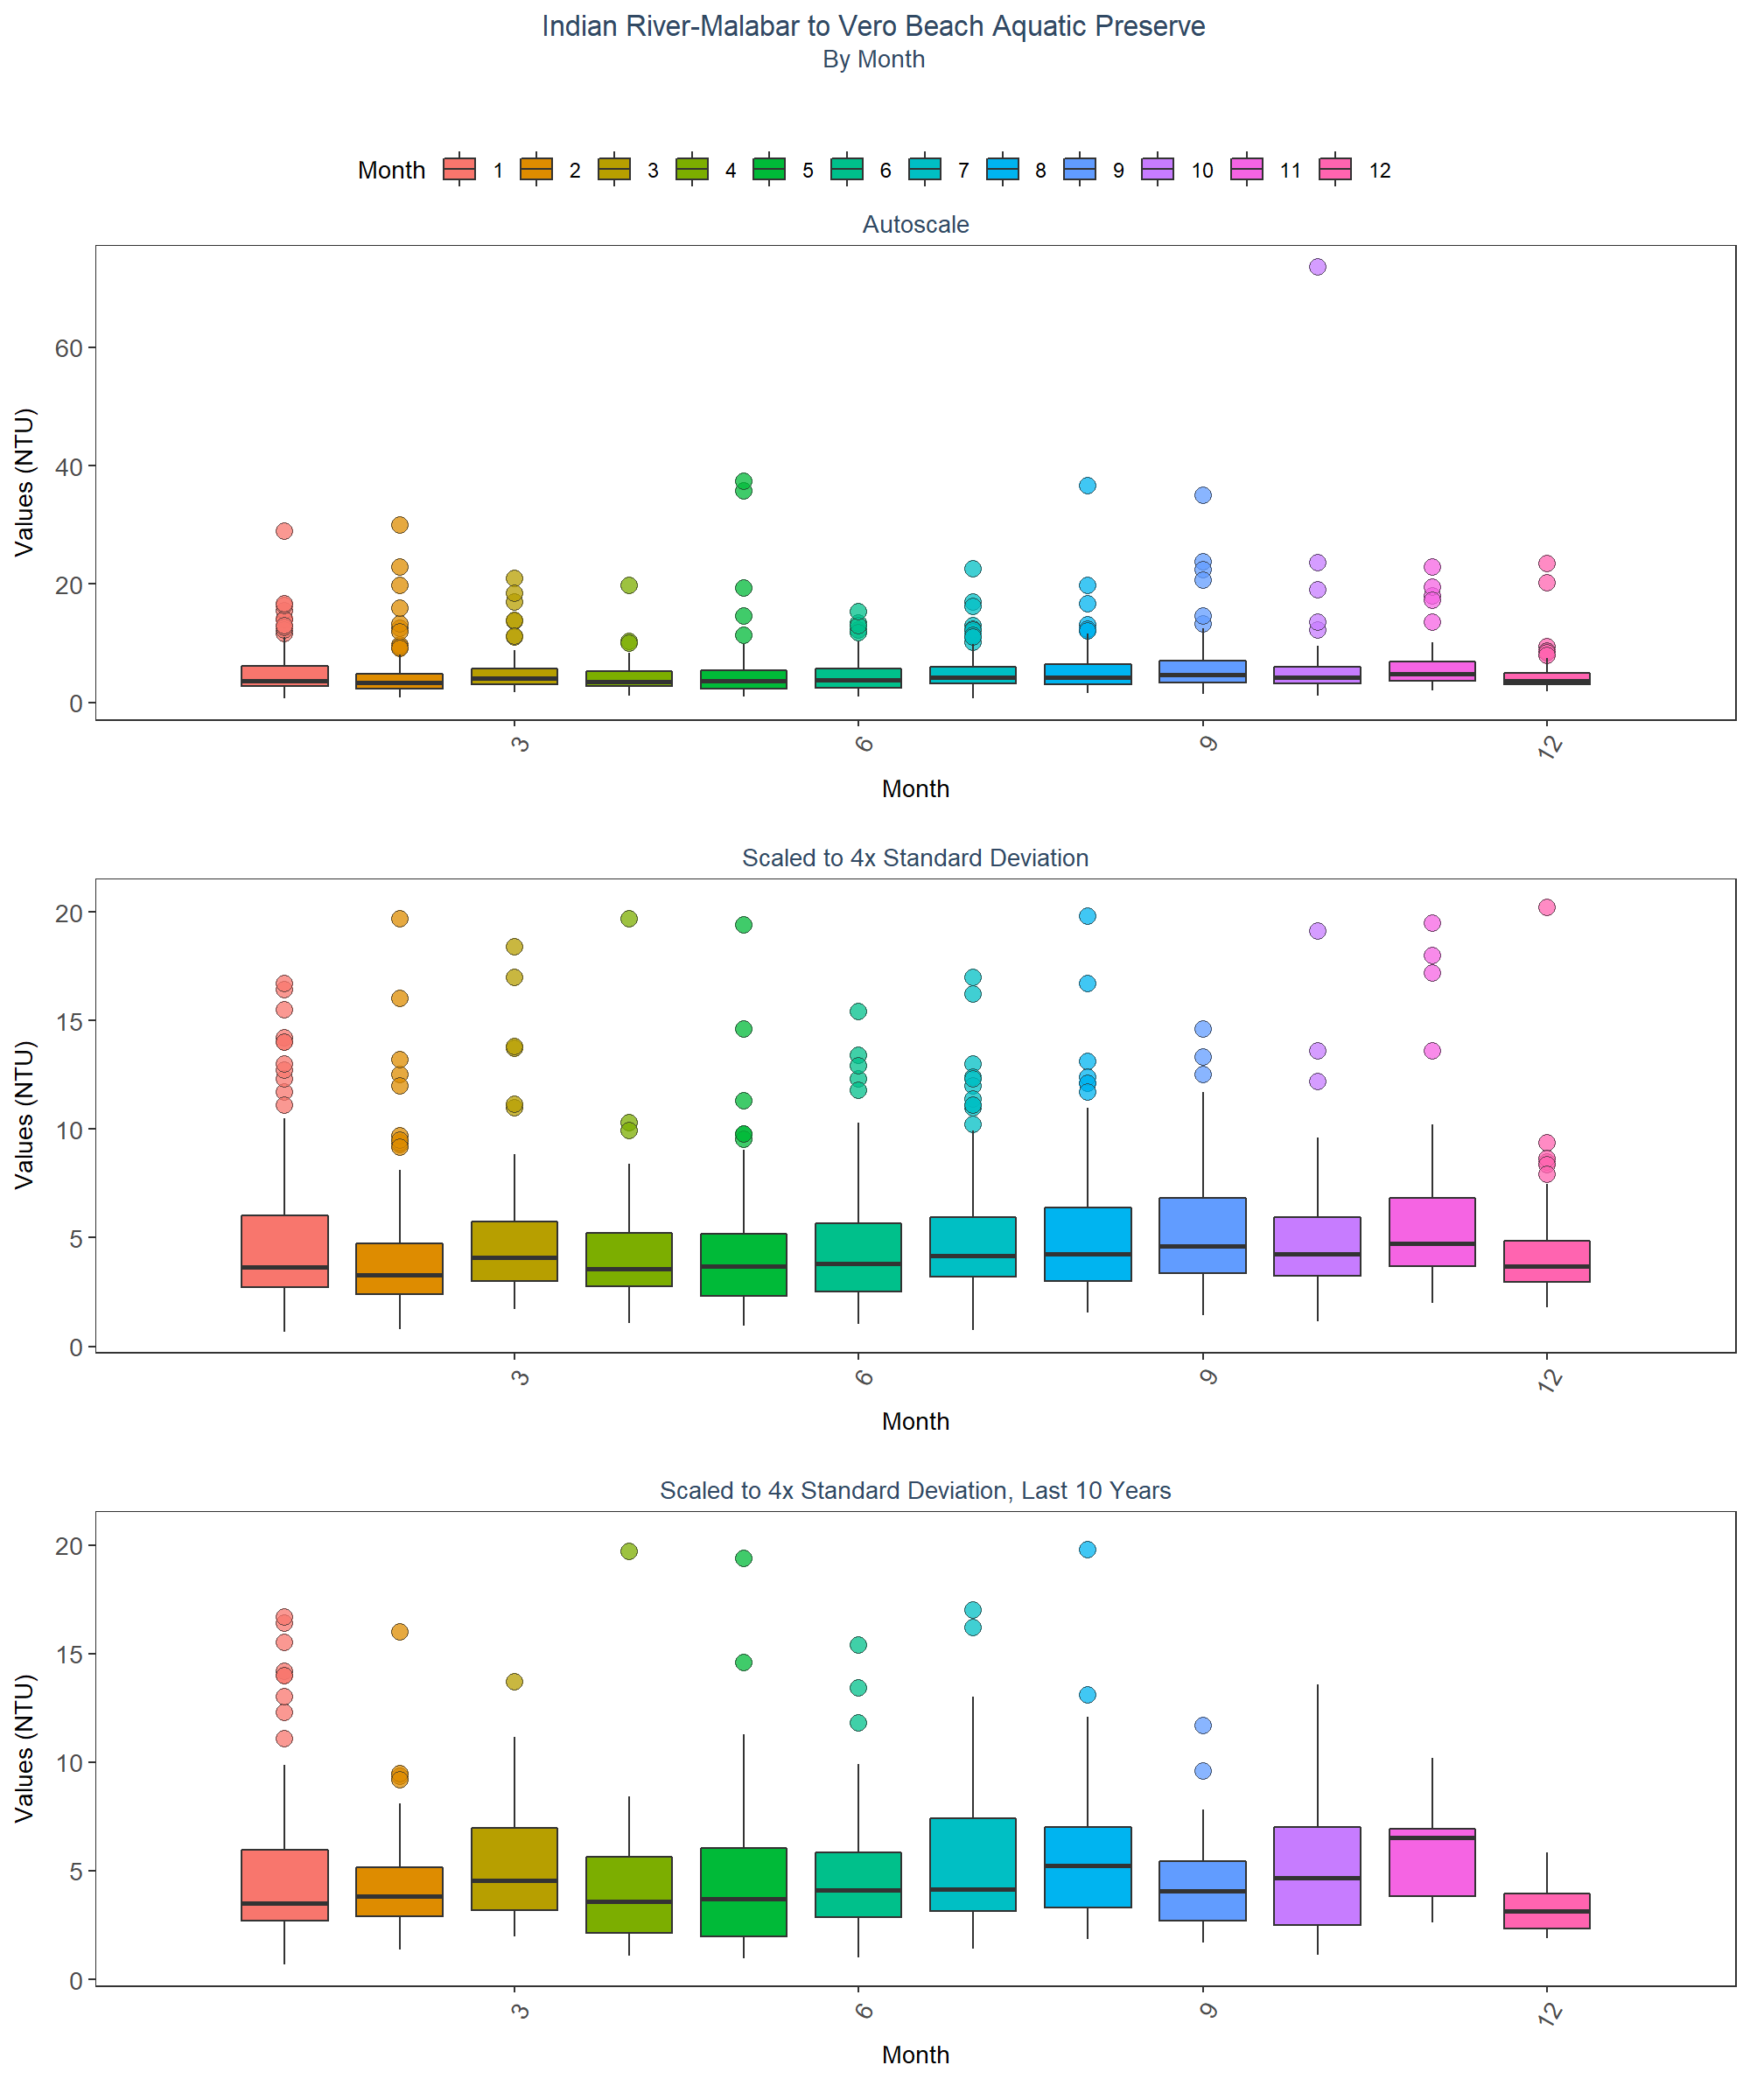 Indian River-Malabar to Vero Beach Aquatic Preserve
By Month
Month 1 2 3 4 5 6 7 8 9 10 11 12
Autoscale
60
40
20
0
Values (NTU)
3 6 9 12
Month
Scaled to 4x Standard Deviation
20
15
10
5
0
Values (NTU)
3 6 9 12
Month
Scaled to 4x Standard Deviation, Last 10 Years
20
15
10
5
0
Values (NTU)
3 6 9 12
Month